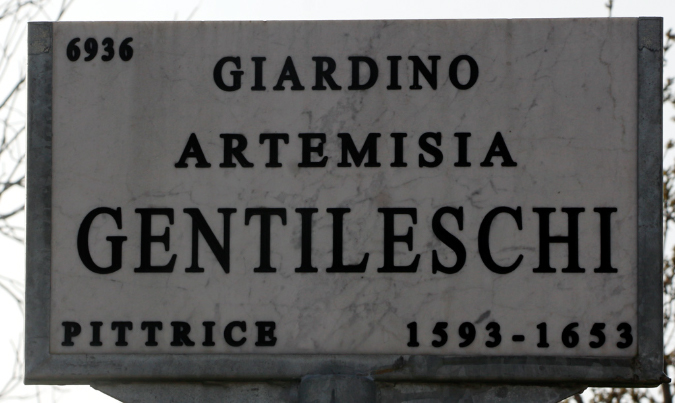 6936
GIARDINO
ARTEMISIA
GENTILESCHI
PITTRICE 1593-1653